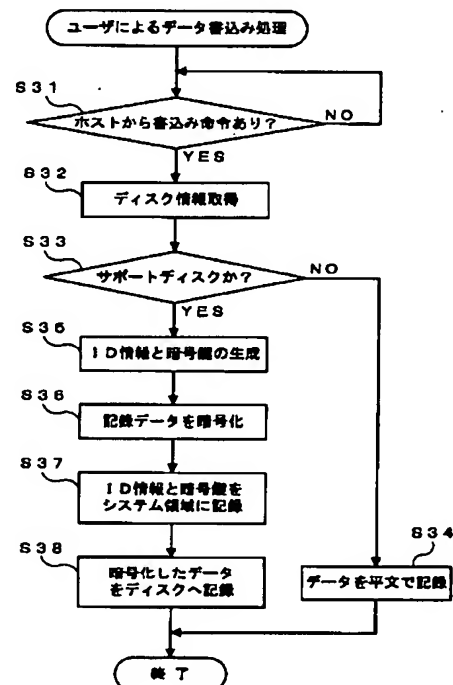 ユーザによるデータ書込み処理
S31
ホストから書込み命令あり?
NO
YES
S32
ディスク情報取得
S33
サポートディスクか?
NO
YES
S35
ID情報と暗号鍵の生成
S36
記録データを暗号化
S37
ID情報と暗号鍵を
システム領域に記録
S38
暗号化したデータ
をディスクへ記録
S34
データを平文で記録
終了